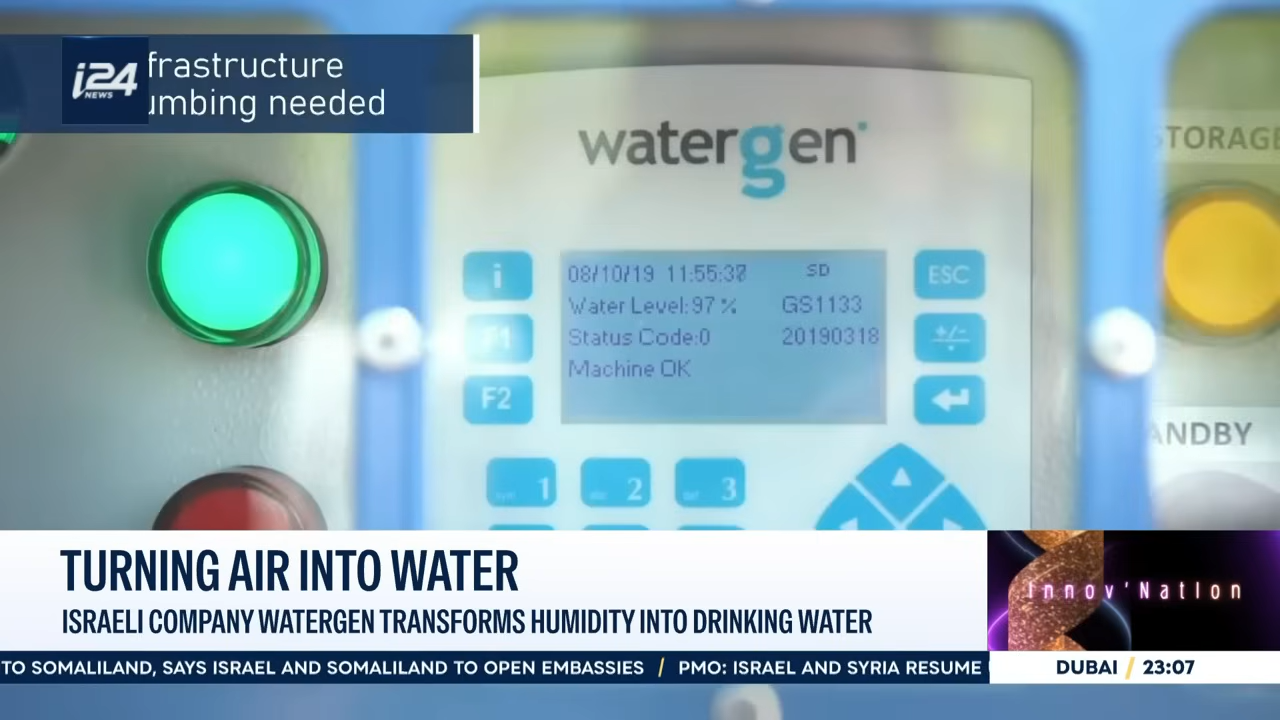 frastructure
umbing needed
i24
NEWS
watergen
STORAGE
i
08/10/19 11:55:37 SD
ESC
Water Level:97 % GS1133
F1
Status Code:0 20190318
+/-
Machine OK
F2
ANDBY
1 2 3
TURNING AIR INTO WATER
ISRAELI COMPANY WATERGEN TRANSFORMS HUMIDITY INTO DRINKING WATER
Innov'Nation
TO SOMALILAND, SAYS ISRAEL AND SOMALILAND TO OPEN EMBASSIES / PMO: ISRAEL AND SYRIA RESUME
DUBAI / 23:07